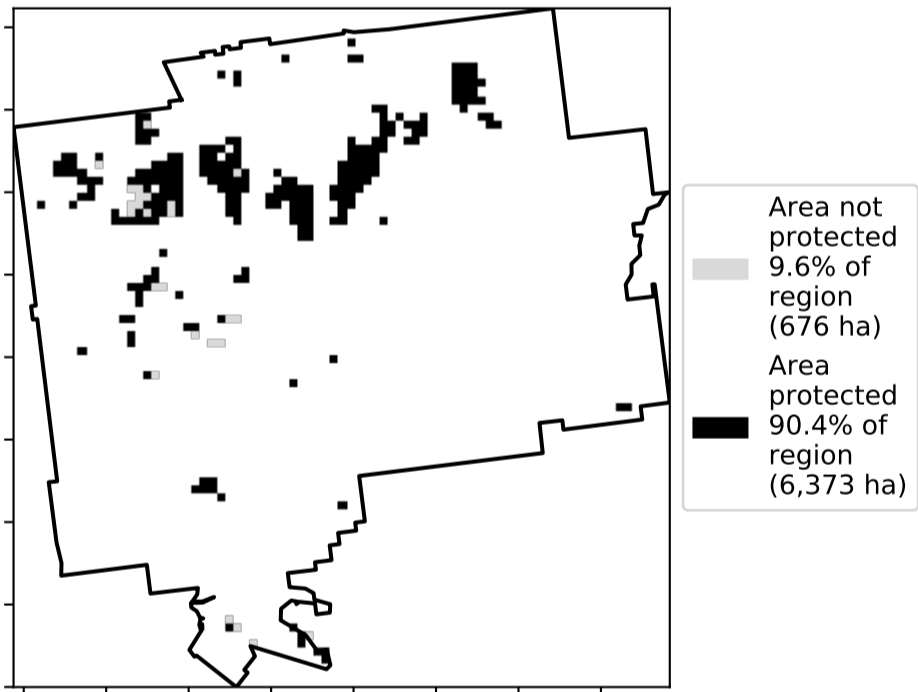 Area not
protected
9.6% of
region
(676 ha)
Area
protected
90.4% of
region
(6,373 ha)